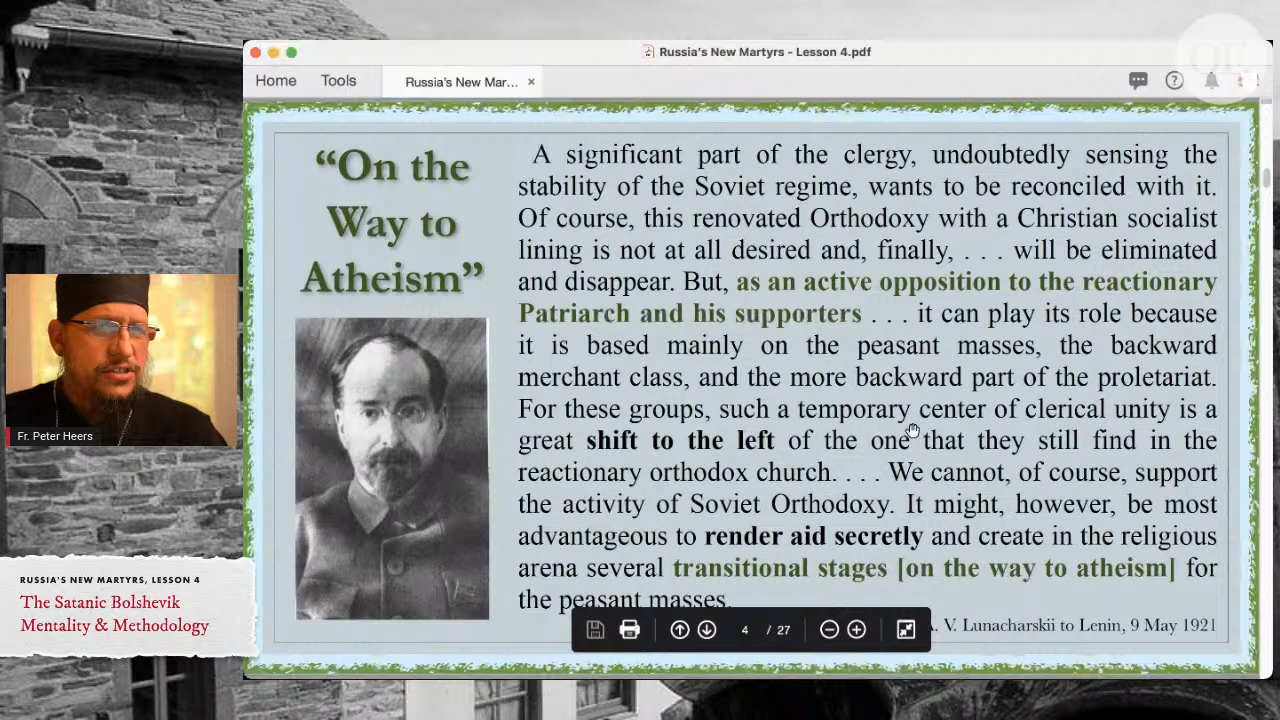 Russia's New Martyrs - Lesson 4.pdf
Home
Tools
Russia's New Mar...
“On the
Way to
Atheism”
A significant part of the clergy, undoubtedly sensing the
stability of the Soviet regime, wants to be reconciled with it.
Of course, this renovated Orthodoxy with a Christian socialist
lining is not at all desired and, finally, . . . will be eliminated
and disappear. But, as an active opposition to the reactionary
Patriarch and his supporters . . . it can play its role because
it is based mainly on the peasant masses, the backward
merchant class, and the more backward part of the proletariat.
For these groups, such a temporary center of clerical unity is a
great shift to the left of the one that they still find in the
reactionary orthodox church. . . . We cannot, of course, support
the activity of Soviet Orthodoxy. It might, however, be most
advantageous to render aid secretly and create in the religious
arena several transitional stages [on the way to atheism] for
the peasant masses.
A. V. Lunacharskii to Lenin, 9 May 1921
4 / 27
Fr. Peter Heers
RUSSIA'S NEW MARTYRS, LESSON 4
The Satanic Bolshevik
Mentality & Methodology